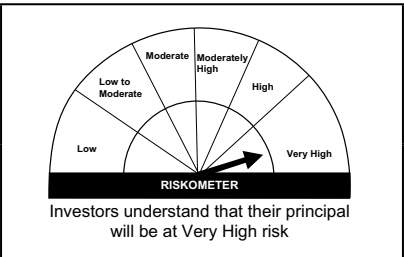 Low
Low to
Moderate
Moderate
Moderately
High
High
Very High
RISKOMETER
Investors understand that their principal
will be at Very High risk